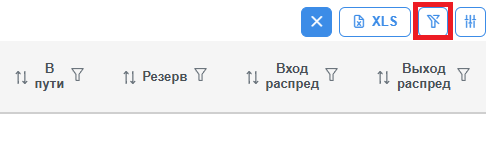 XLS
В
пути
Резерв
Вход
распред
Выход
распред